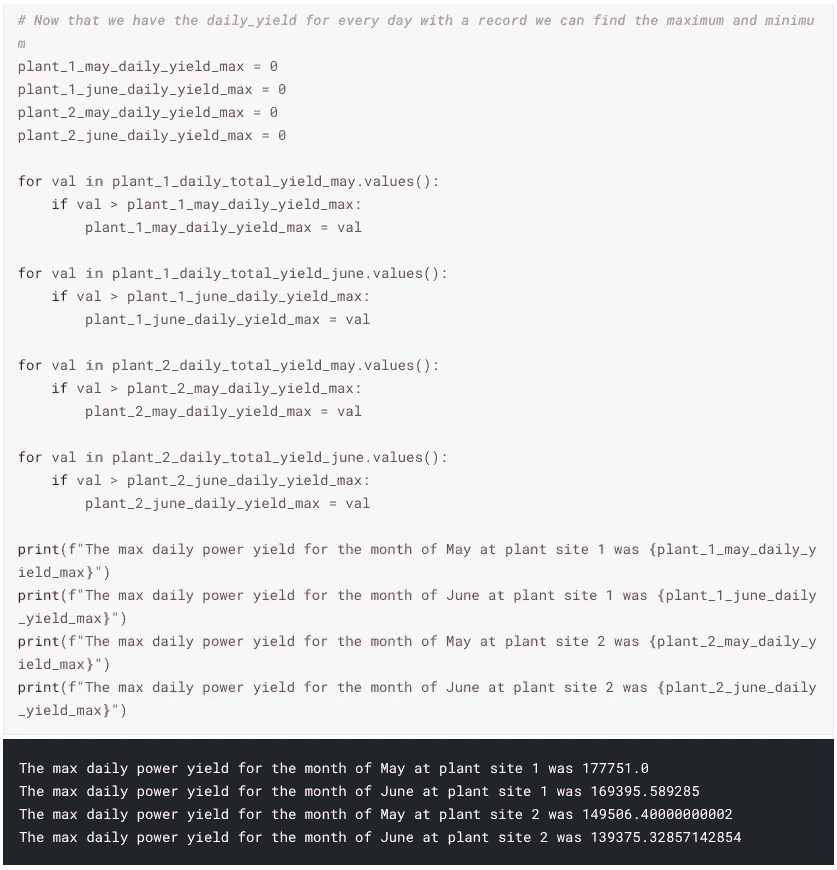 # Now that we have the daily_yield for every day with a record we can find the maximum and minimu
m
plant_1_may_daily_yield_max = 0
plant_1_june_daily_yield_max = 0
plant_2_may_daily_yield_max = 0
plant_2_june_daily_yield_max = 0

for val in plant_1_daily_total_yield_may.values():
    if val > plant_1_may_daily_yield_max:
        plant_1_may_daily_yield_max = val

for val in plant_1_daily_total_yield_june.values():
    if val > plant_1_june_daily_yield_max:
        plant_1_june_daily_yield_max = val

for val in plant_2_daily_total_yield_may.values():
    if val > plant_2_may_daily_yield_max:
        plant_2_may_daily_yield_max = val

for val in plant_2_daily_total_yield_june.values():
    if val > plant_2_june_daily_yield_max:
        plant_2_june_daily_yield_max = val

print(f"The max daily power yield for the month of May at plant site 1 was {plant_1_may_daily_y
ield_max}")
print(f"The max daily power yield for the month of June at plant site 1 was {plant_1_june_daily
_yield_max}")
print(f"The max daily power yield for the month of May at plant site 2 was {plant_2_may_daily_y
ield_max}")
print(f"The max daily power yield for the month of June at plant site 2 was {plant_2_june_daily
_yield_max}")

The max daily power yield for the month of May at plant site 1 was 177751.0
The max daily power yield for the month of June at plant site 1 was 169395.589285
The max daily power yield for the month of May at plant site 2 was 149506.40000000002
The max daily power yield for the month of June at plant site 2 was 139375.32857142854